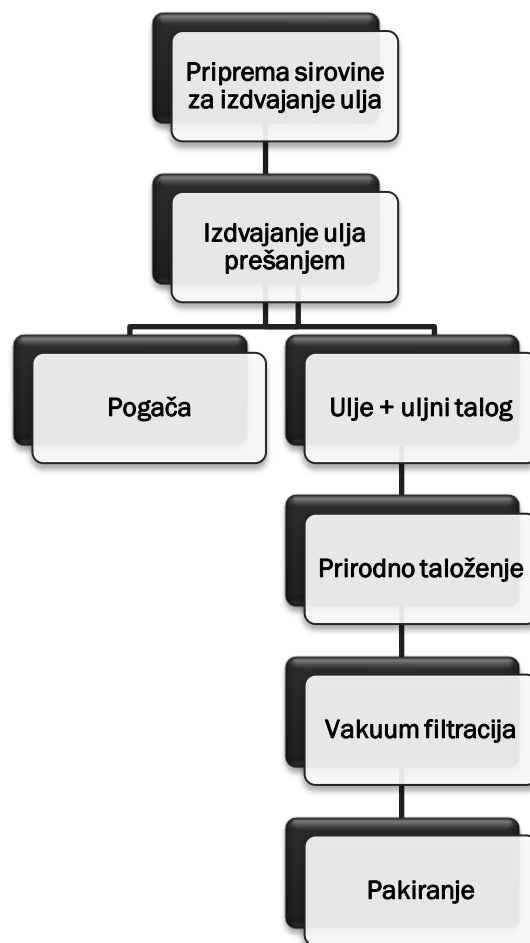 Priprema sirovine
za izdvajanje ulja
Izdvajanje ulja
prešanjem
Pogača
Ulje + uljni talog
Prirodno taloženje
Vakuum filtracija
Pakiranje